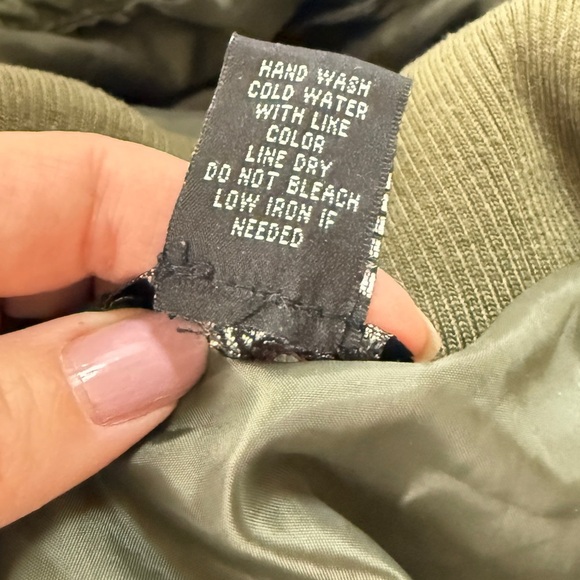 HAND WASH
COLD WATER
WITH LIKE
COLOR
LINE DRY
DO NOT BLEACH
LOW IRON IF
NEEDED